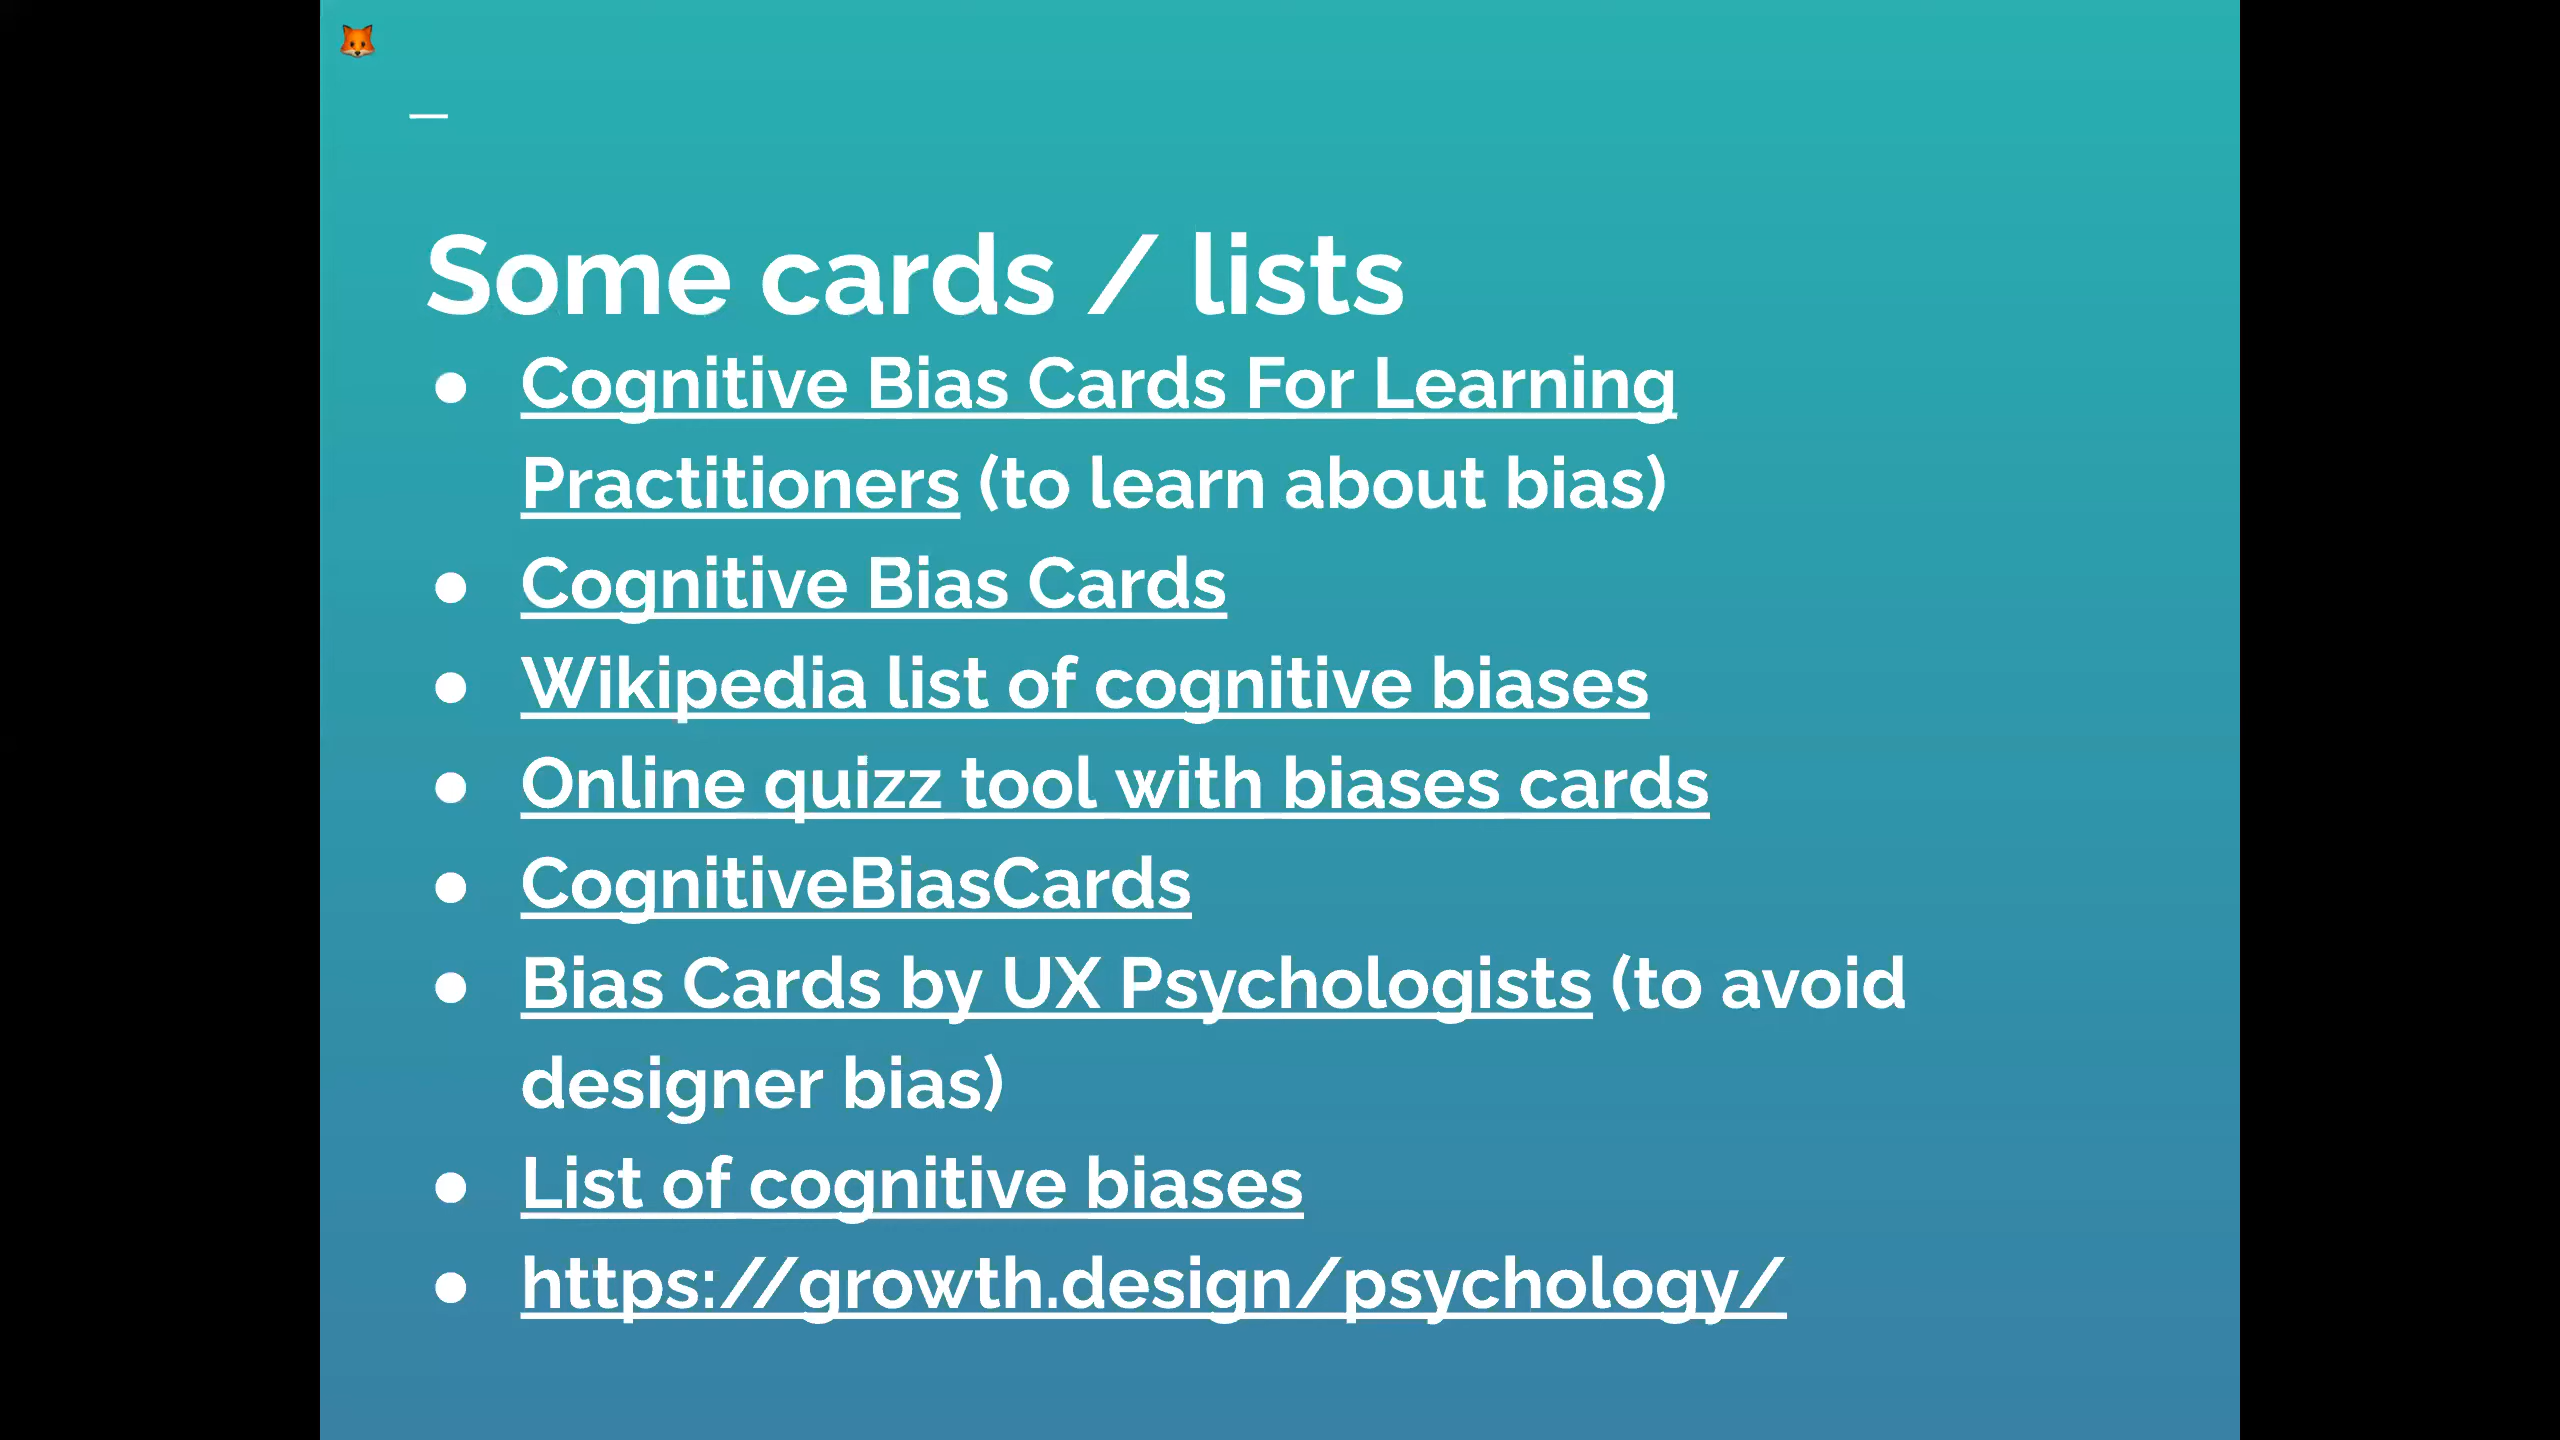 Some cards / lists
● Cognitive Bias Cards For Learning
Practitioners (to learn about bias)
● Cognitive Bias Cards
● Wikipedia list of cognitive biases
● Online quizz tool with biases cards
● CognitiveBiasCards
● Bias Cards by UX Psychologists (to avoid
designer bias)
● List of cognitive biases
● https://growth.design/psychology/